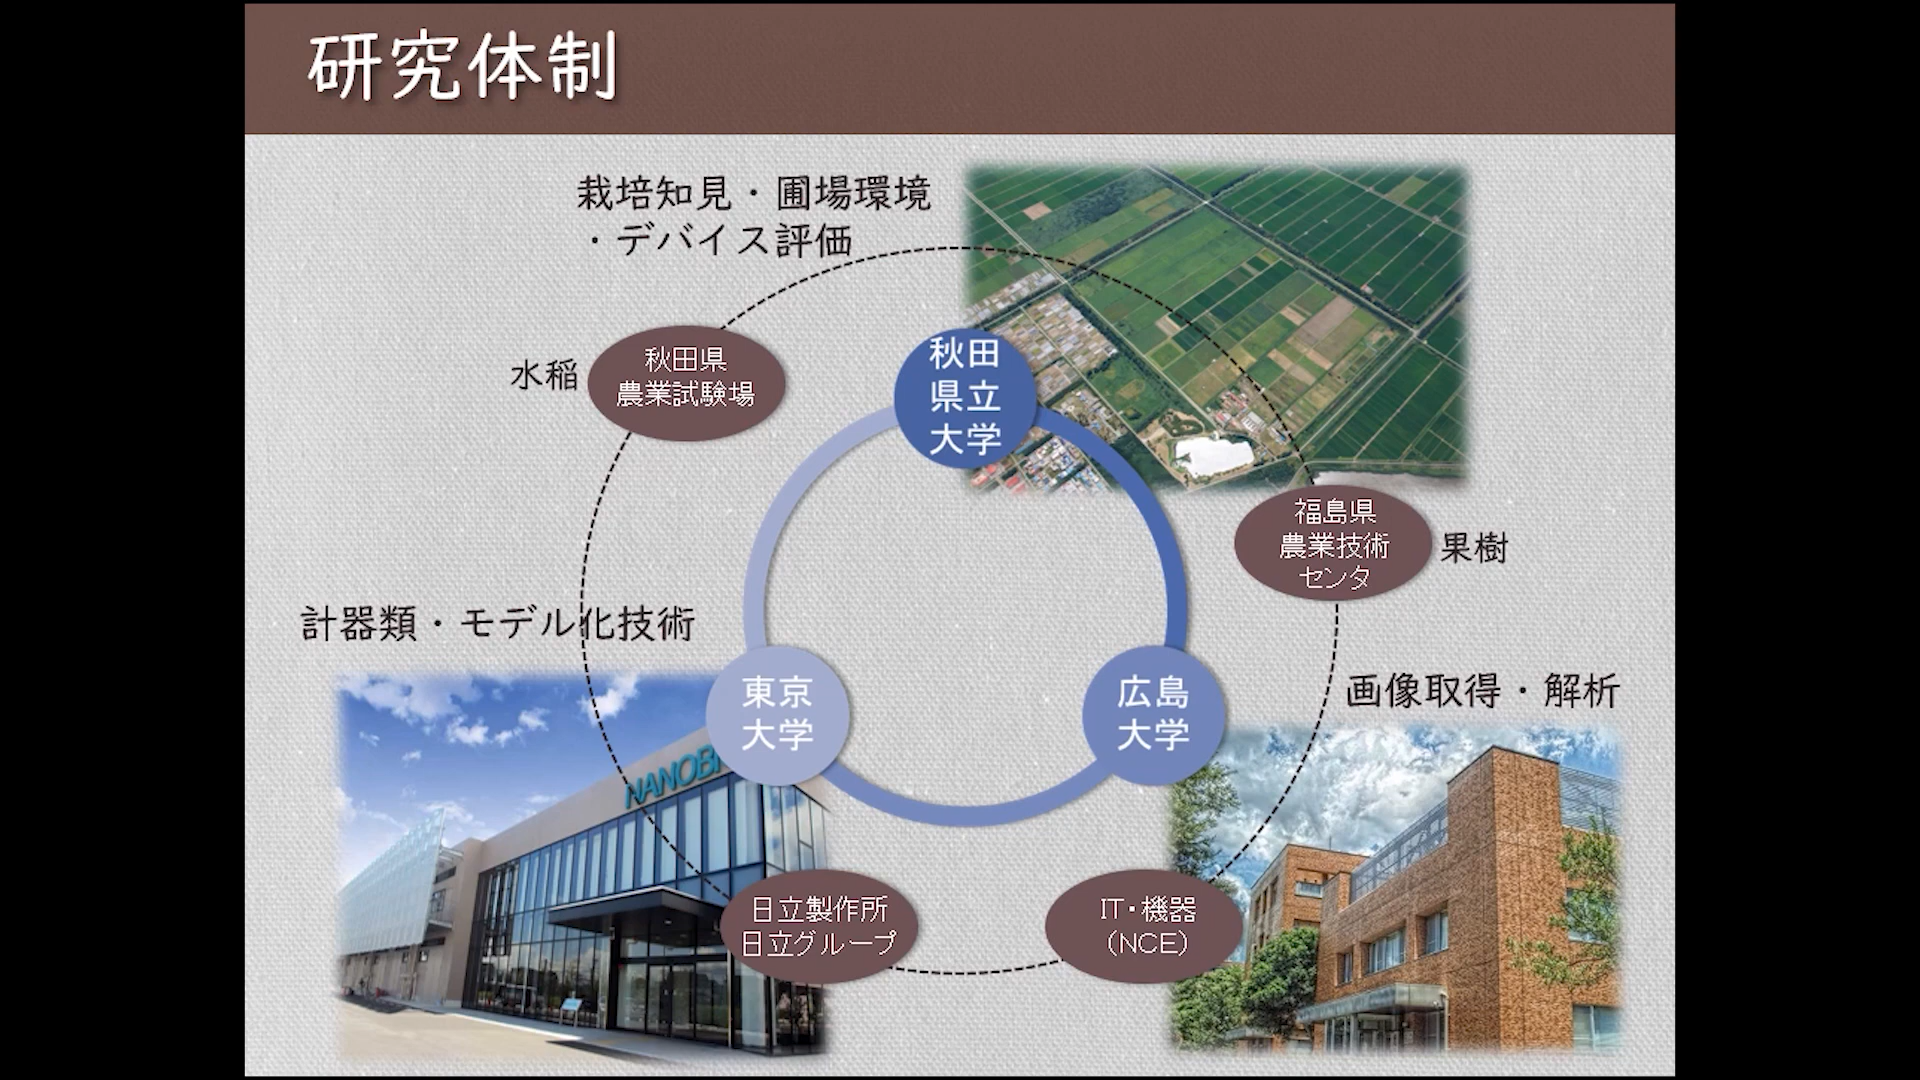 研究体制
栽培知見・圃場環境
・デバイス評価
秋田
県立
大学
水稲
秋田県
農業試験場
福島県
農業技術
センタ
果樹
計器類・モデル化技術
東京
大学
広島
大学
画像取得・解析
NANOBI
日立製作所
日立グループ
IT・機器
（NCE）